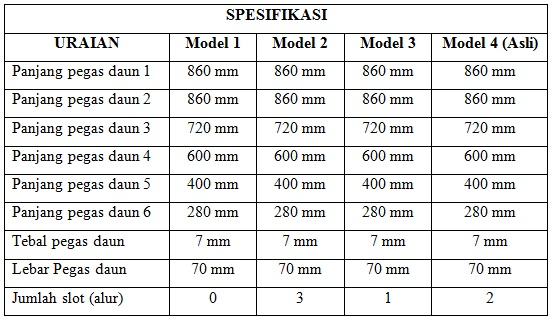 SPESIFIKASI
URAIAN Model 1 Model 2 Model 3 Model 4 (Asli)
Panjang pegas daun 1 860 mm 860 mm 860 mm 860 mm
Panjang pegas daun 2 860 mm 860 mm 860 mm 860 mm
Panjang pegas daun 3 720 mm 720 mm 720 mm 720 mm
Panjang pegas daun 4 600 mm 600 mm 600 mm 600 mm
Panjang pegas daun 5 400 mm 400 mm 400 mm 400 mm
Panjang pegas daun 6 280 mm 280 mm 280 mm 280 mm
Tebal pegas daun 7 mm 7 mm 7 mm 7 mm
Lebar Pegas daun 70 mm 70 mm 70 mm 70 mm
Jumlah slot (alur) 0 3 1 2